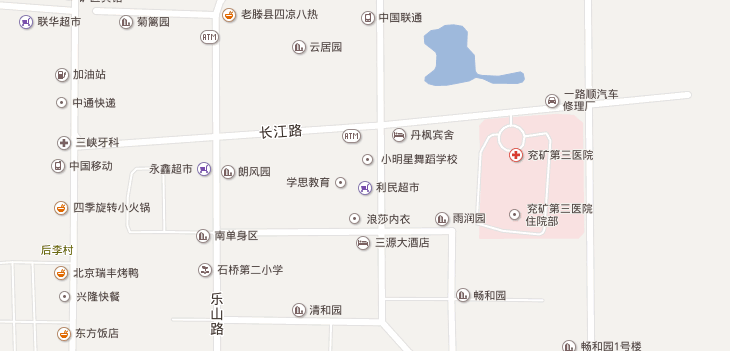 联华超市
菊篱园
老滕县四凉八热
中国联通
ATM
云居园
加油站
中通快递
一路顺汽车
修理厂
长江路
ATM
丹枫宾舍
三峡牙科
中国移动
永鑫超市
朗风园
小明星舞蹈学校
兖矿第三医院
学思教育
利民超市
四季旋转小火锅
浪莎内衣
雨润园
兖矿第三医院
住院部
南单身区
三源大酒店
后李村
北京瑞丰烤鸭
石桥第二小学
兴隆快餐
乐山路
清和园
畅和园
东方饭店
畅和园1号楼